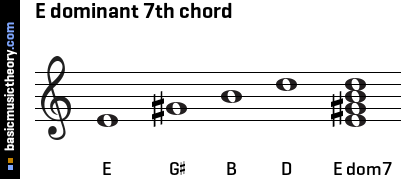 E dominant 7th chord
basicmusictheory.com
E G♯ B D E dom7